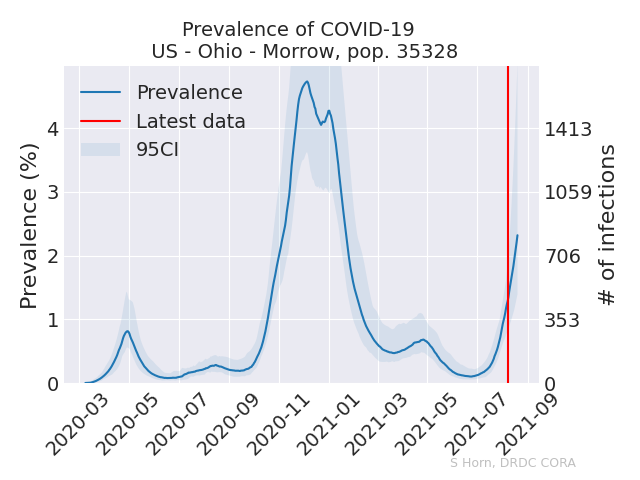 Prevalence of COVID-19
US - Ohio - Morrow, pop. 35328
Prevalence
Latest data
95CI
Prevalence (%)
4
3
2
1
0
# of infections
1413
1059
706
353
0
2020-03
2020-05
2020-07
2020-09
2020-11
2021-01
2021-03
2021-05
2021-07
2021-09
S Horn, DRDC CORA